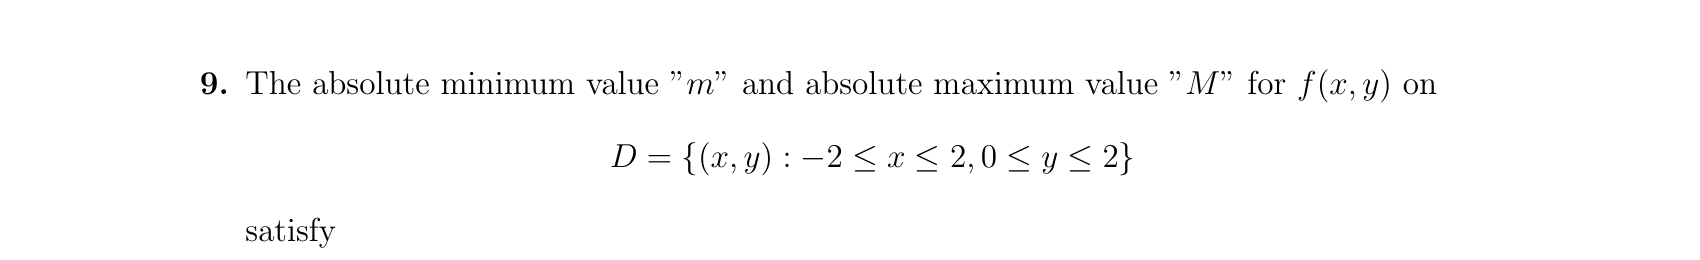 9. The absolute minimum value ”m” and absolute maximum value ”M” for f(x, y) on
D = {(x, y) : −2 ≤ x ≤ 2, 0 ≤ y ≤ 2}
satisfy